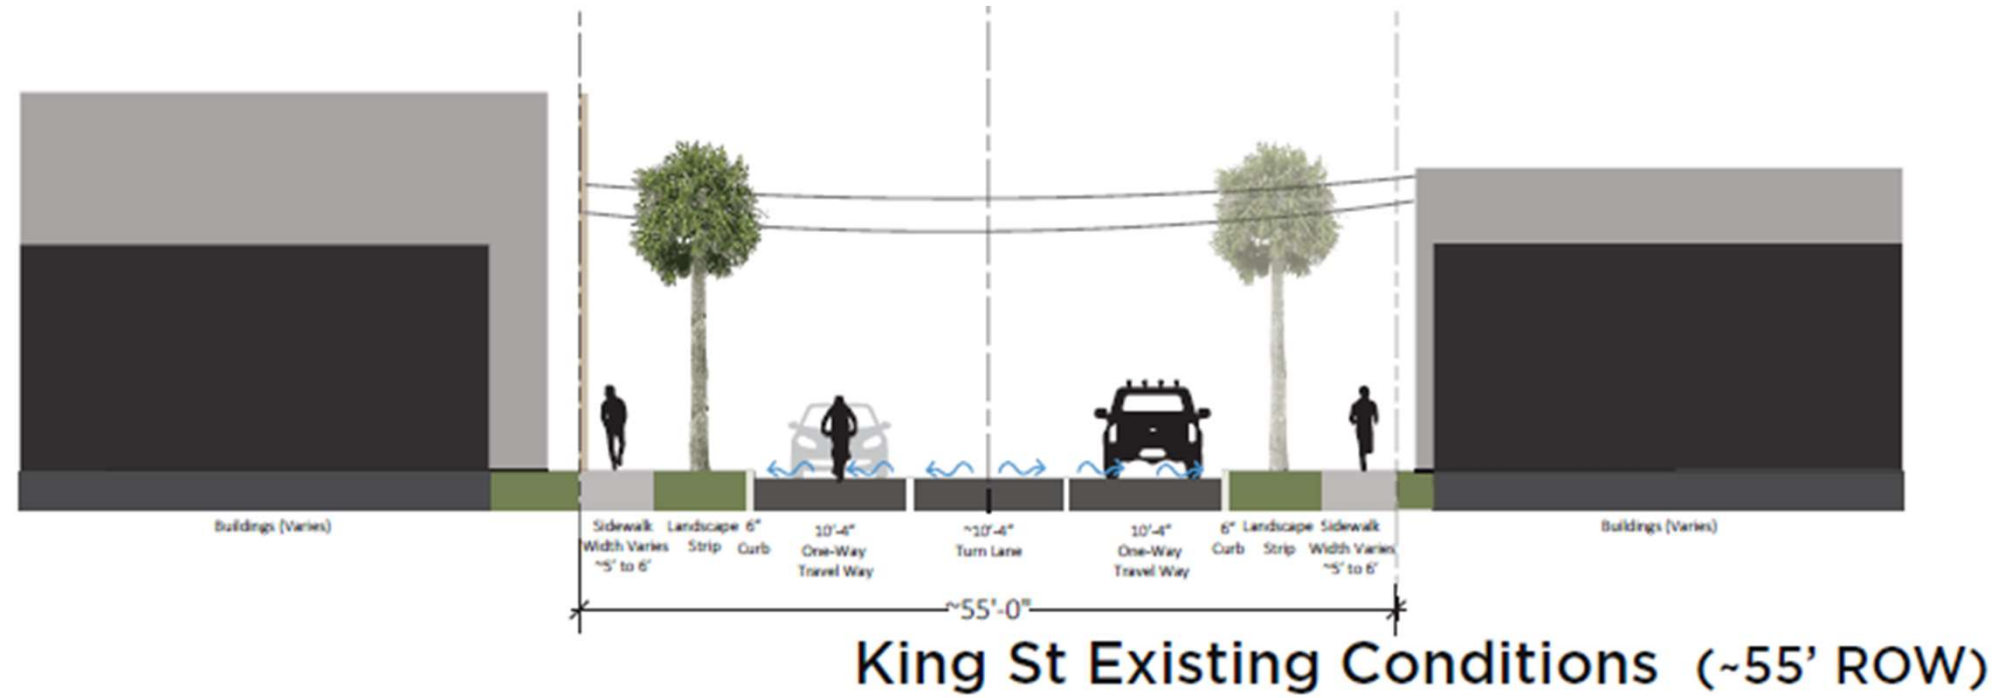 Buildings (Varies)
Sidewalk
Width Varies
~5' to 6'
Landscape
Strip
6"
Curb
10'-4"
One-Way
Travel Way
~10'-4"
Turn Lane
10'-4"
One-Way
Travel Way
6"
Curb
Landscape
Strip
Sidewalk
Width Varies
~5' to 6'
Buildings (Varies)
~55'-0"
King St Existing Conditions (~55' ROW)